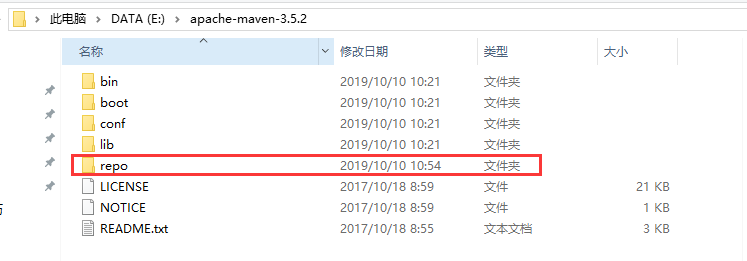 此电脑 › DATA (E:) › apache-maven-3.5.2
名称 修改日期 类型 大小
bin 2019/10/10 10:21 文件夹
boot 2019/10/10 10:21 文件夹
conf 2019/10/10 10:21 文件夹
lib 2019/10/10 10:21 文件夹
repo 2019/10/10 10:54 文件夹
LICENSE 2017/10/18 8:59 文件 21 KB
NOTICE 2017/10/18 8:59 文件 1 KB
README.txt 2017/10/18 8:55 文本文档 3 KB